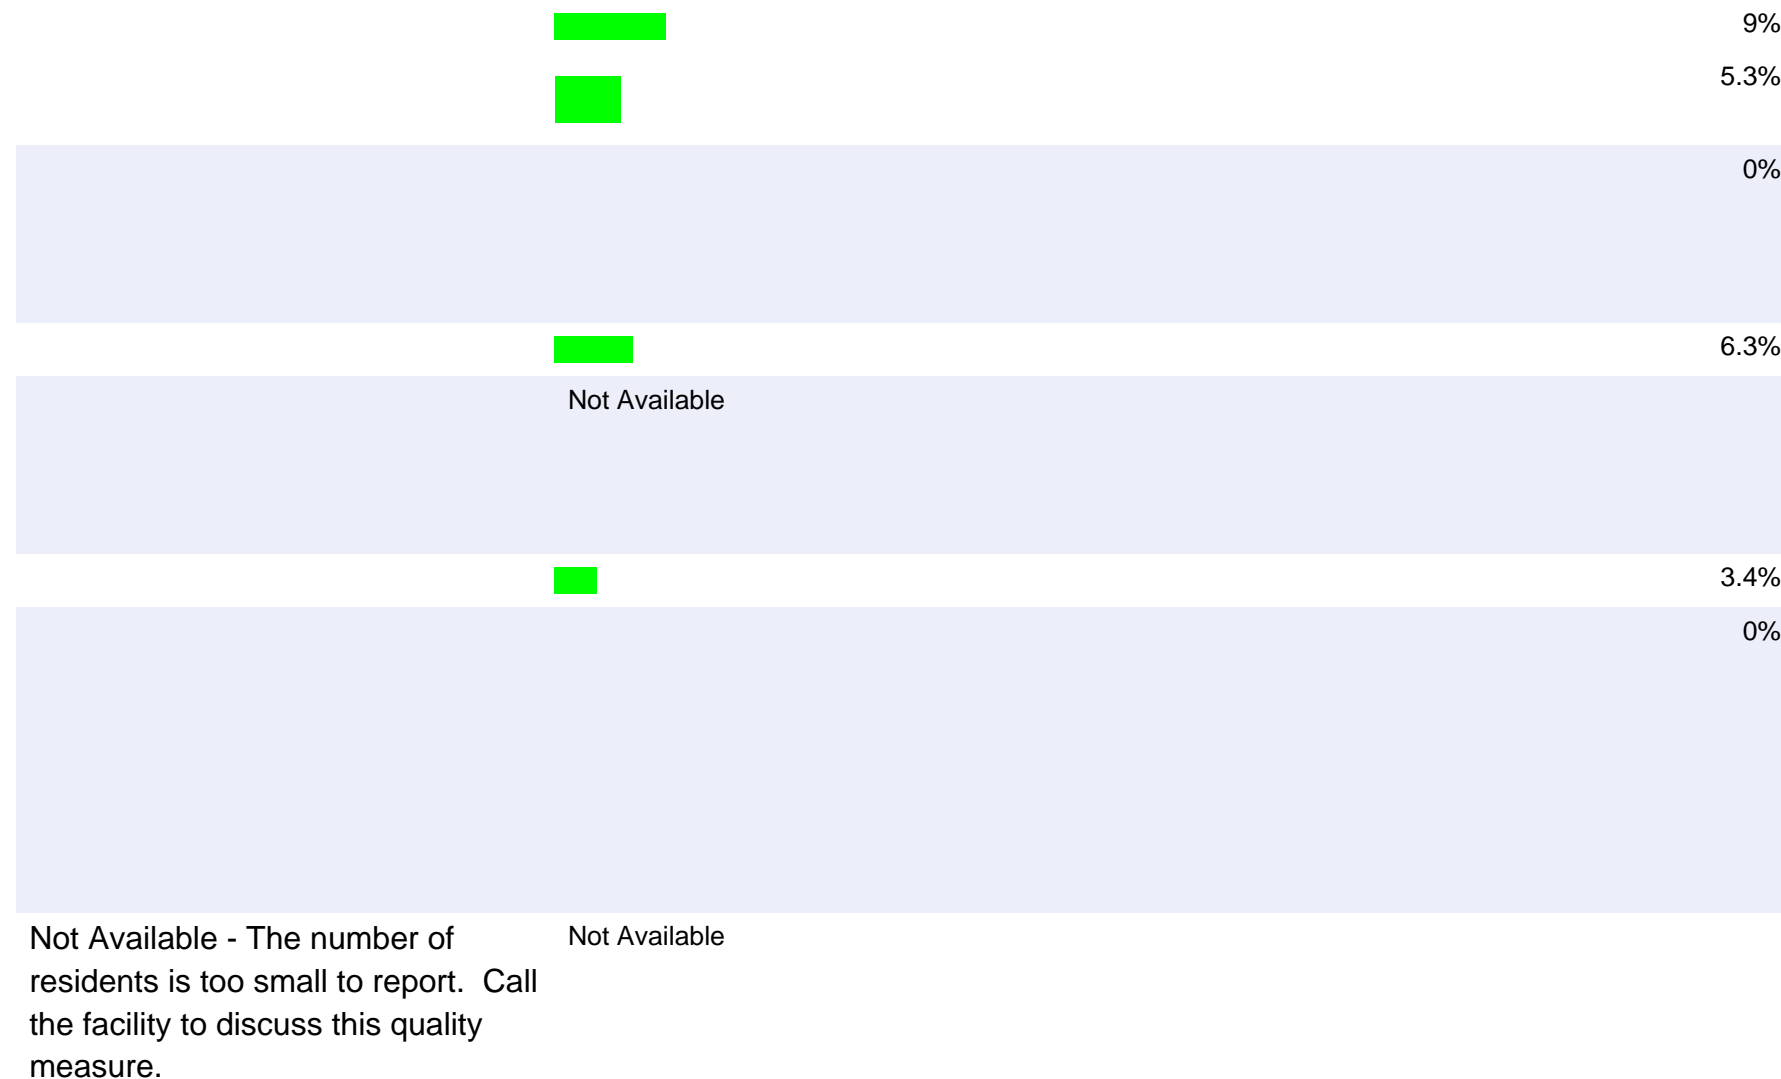 9%
5.3%
0%
6.3%
Not Available
3.4%
0%
Not Available - The number of
residents is too small to report.  Call
the facility to discuss this quality
measure.
Not Available